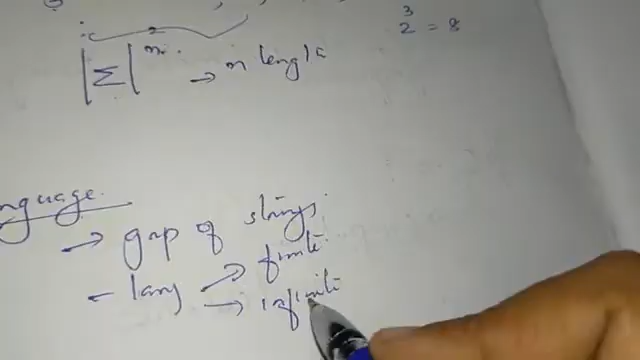 2³ = 8
|Σ|ⁿ → n length
nguage
→ grp of strings
- lang → finite
→ infinite